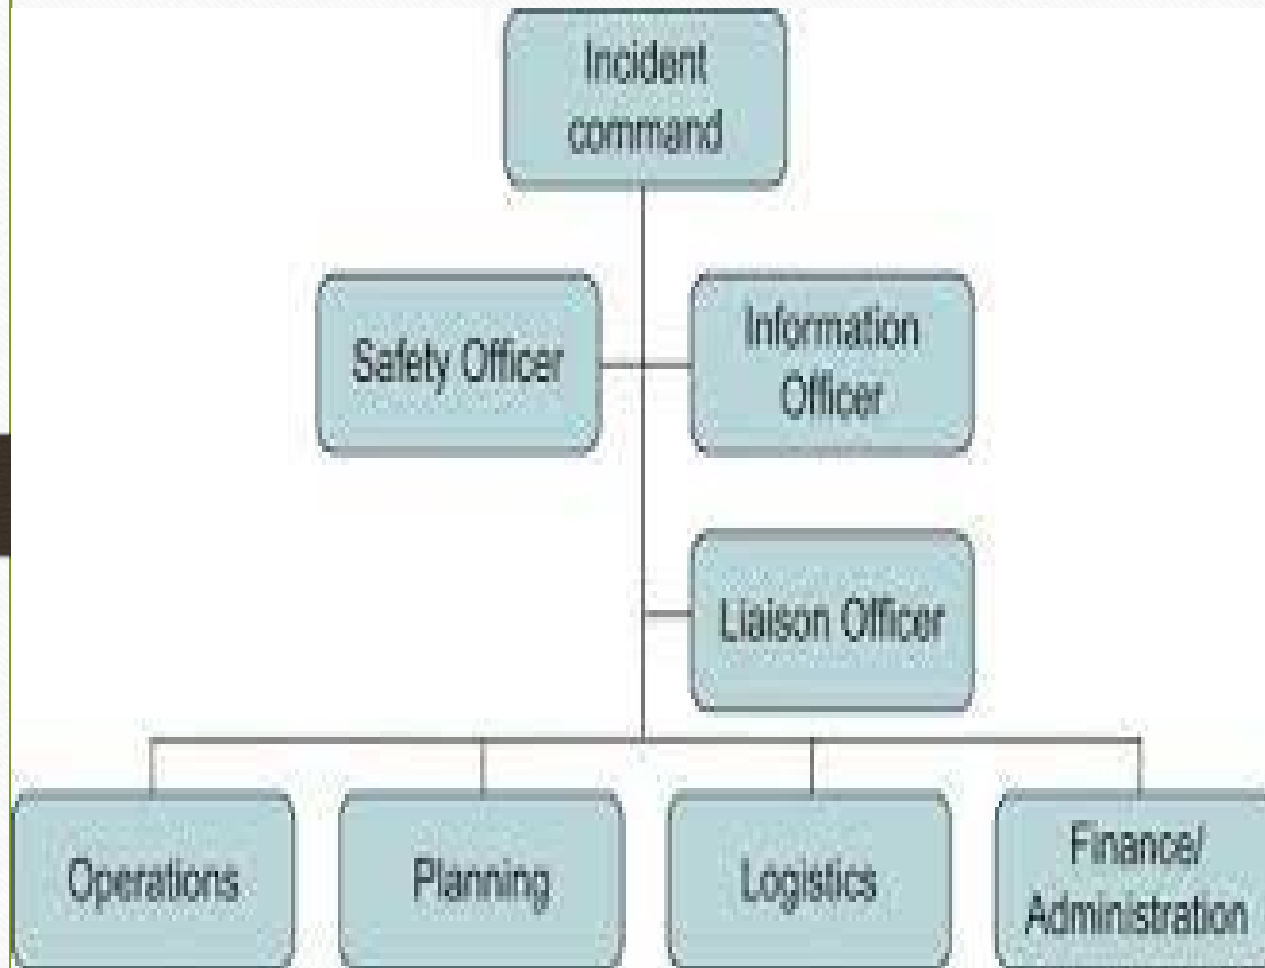 Incident
command
Safety Officer
Information
Officer
Liaison Officer
Operations
Planning
Logistics
Finance/
Administration